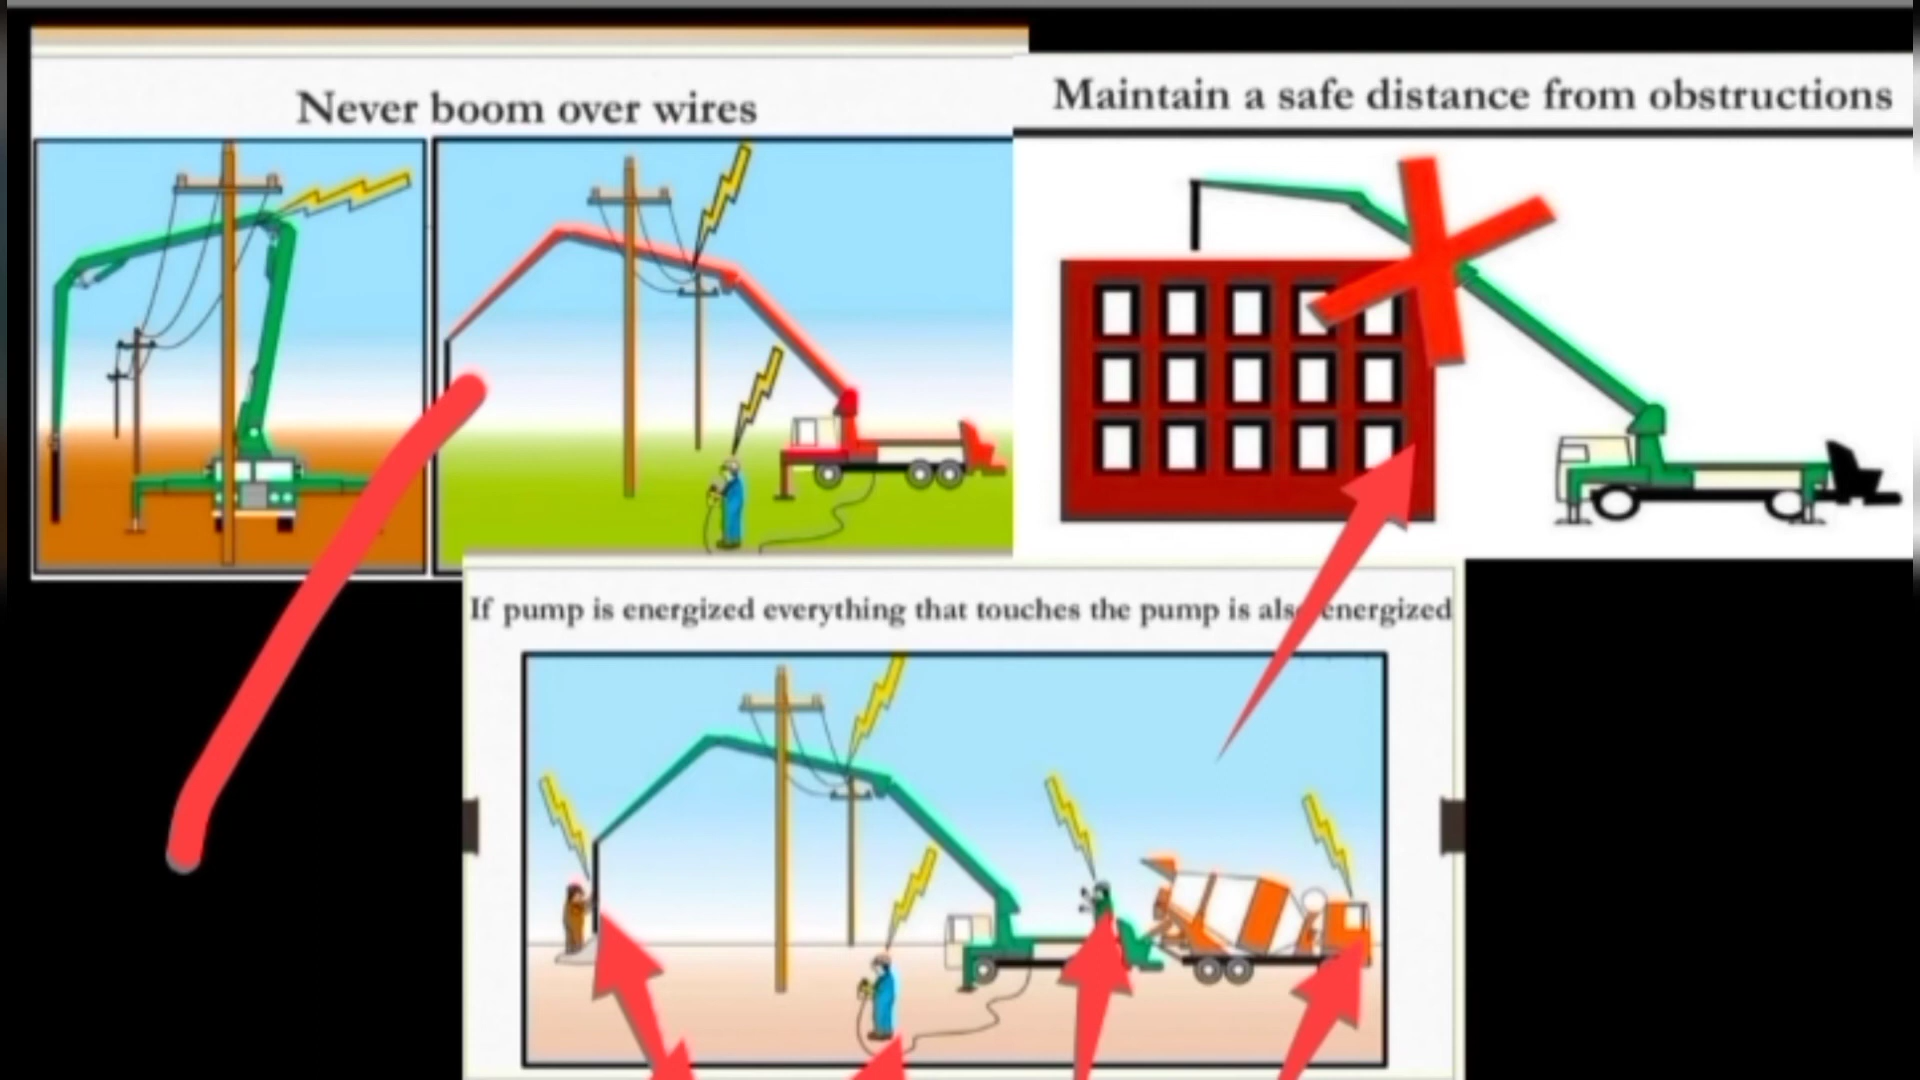 Never boom over wires
Maintain a safe distance from obstructions
If pump is energized everything that touches the pump is also energized